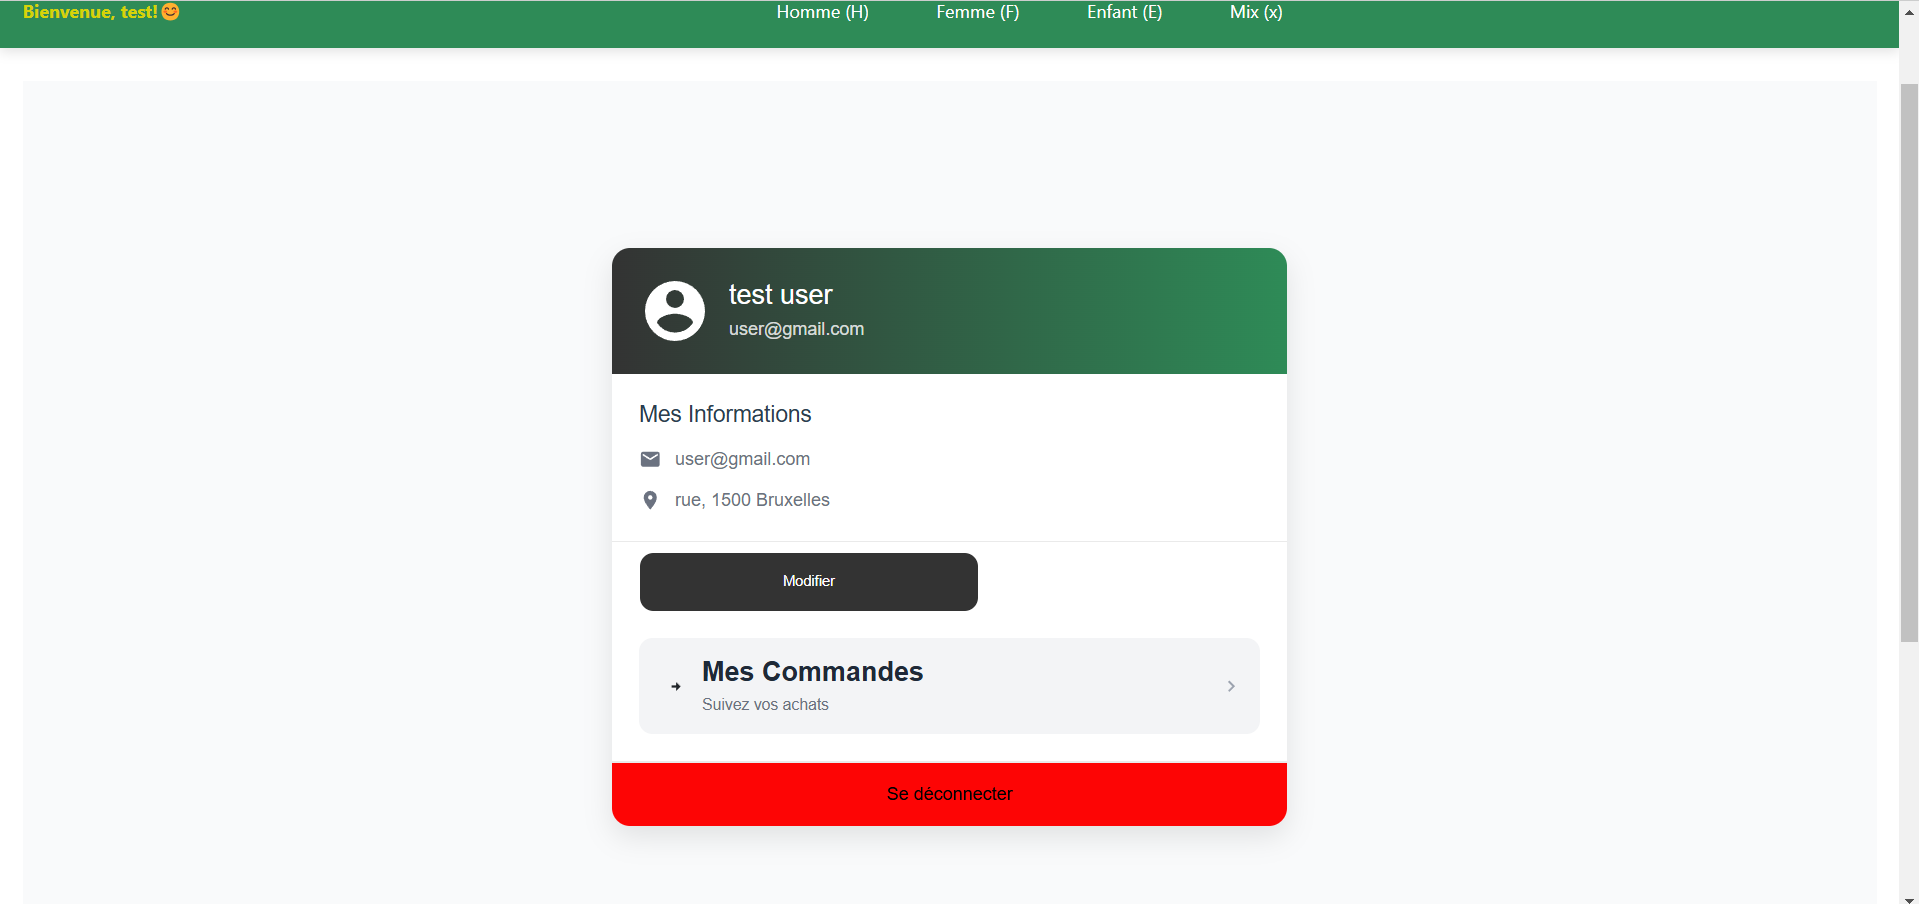 Bienvenue, test!😊
Homme (H) Femme (F) Enfant (E) Mix (x)
test user
user@gmail.com
Mes Informations
user@gmail.com
rue, 1500 Bruxelles
Modifier
Mes Commandes
Suivez vos achats
Se déconnecter